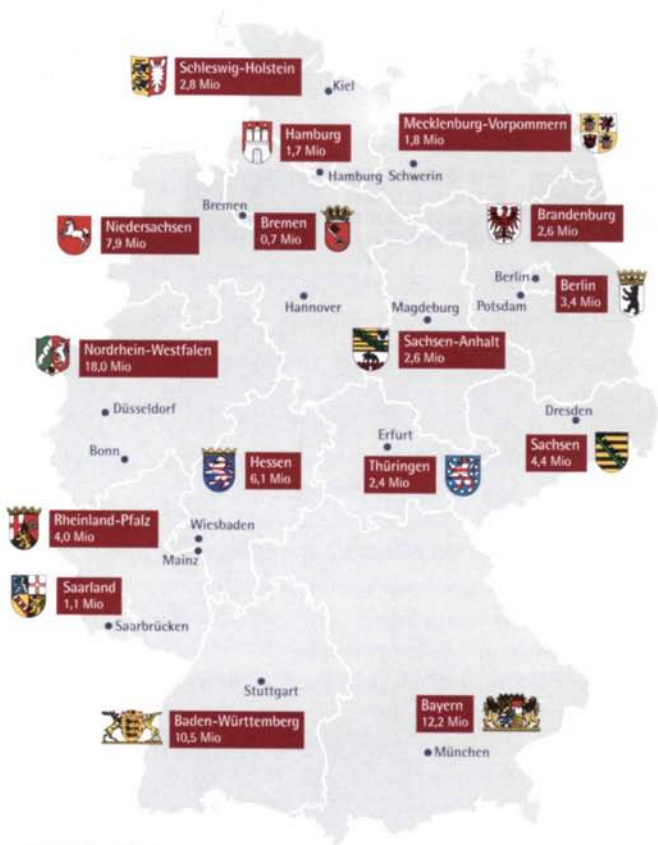 Schleswig-Holstein
2,8 Mio
Kiel
Hamburg
1,7 Mio
Mecklenburg-Vorpommern
1,8 Mio
Hamburg
Schwerin
Bremen
Niedersachsen
7,9 Mio
Bremen
0,7 Mio
Brandenburg
2,6 Mio
Berlin
Berlin
3,4 Mio
Hannover
Magdeburg
Potsdam
Sachsen-Anhalt
2,6 Mio
Nordrhein-Westfalen
18,0 Mio
Düsseldorf
Dresden
Bonn
Erfurt
Hessen
6,1 Mio
Thüringen
2,4 Mio
Sachsen
4,4 Mio
Rheinland-Pfalz
4,0 Mio
Wiesbaden
Mainz
Saarland
1,1 Mio
Saarbrücken
Stuttgart
Baden-Württemberg
10,5 Mio
Bayern
12,2 Mio
München